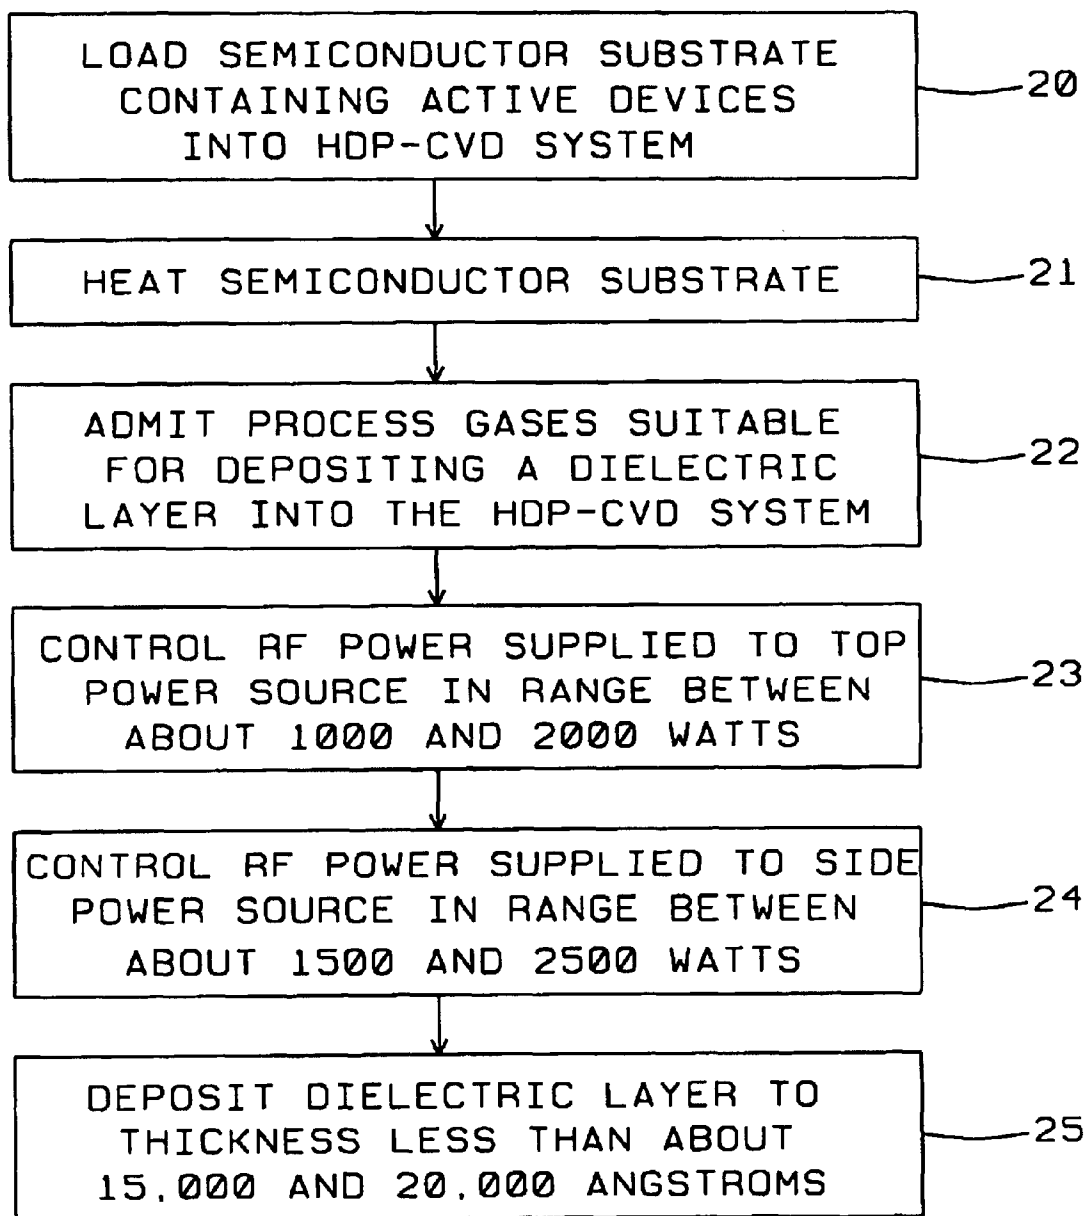 LOAD SEMICONDUCTOR SUBSTRATE
CONTAINING ACTIVE DEVICES
INTO HDP-CVD SYSTEM
20
HEAT SEMICONDUCTOR SUBSTRATE
21
ADMIT PROCESS GASES SUITABLE
FOR DEPOSITING A DIELECTRIC
LAYER INTO THE HDP-CVD SYSTEM
22
CONTROL RF POWER SUPPLIED TO TOP
POWER SOURCE IN RANGE BETWEEN
ABOUT 1000 AND 2000 WATTS
23
CONTROL RF POWER SUPPLIED TO SIDE
POWER SOURCE IN RANGE BETWEEN
ABOUT 1500 AND 2500 WATTS
24
DEPOSIT DIELECTRIC LAYER TO
THICKNESS LESS THAN ABOUT
15,000 AND 20,000 ANGSTROMS
25